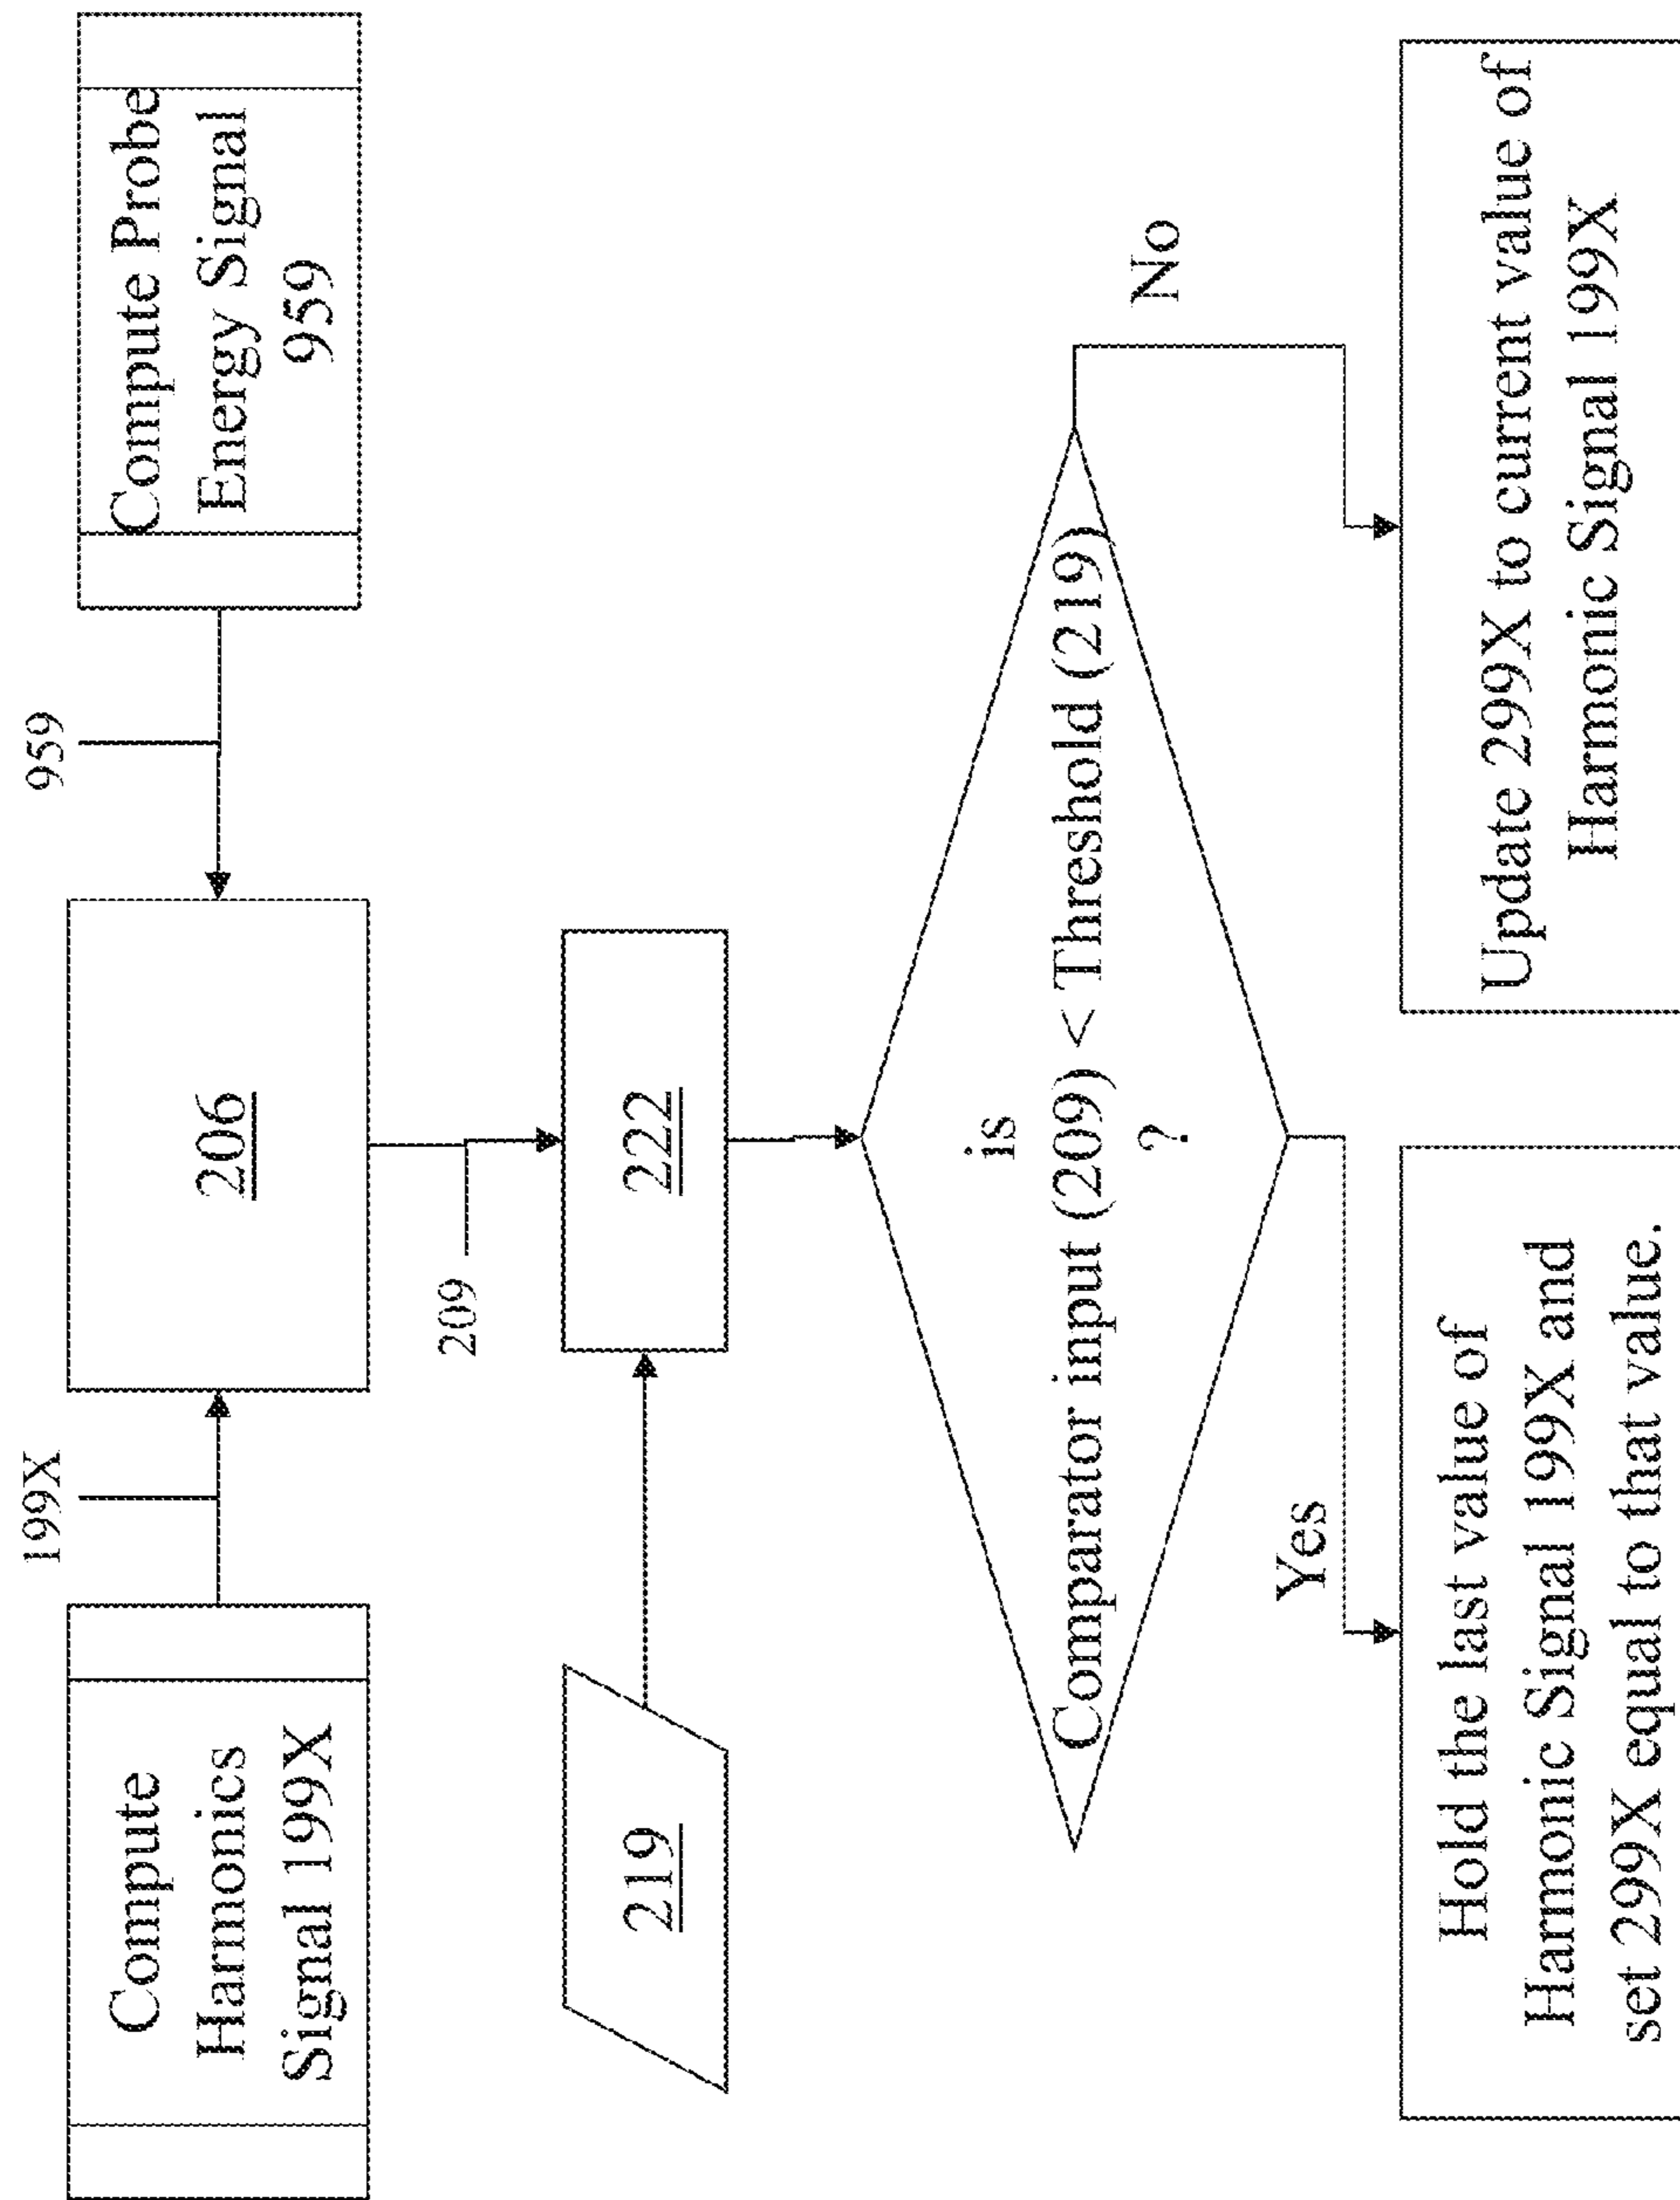 199X
959
Compute
Harmonics
Signal 199X
206
Compute Probe
Energy Signal
959
209
219
222
is
Comparator input (209) < Threshold (219)
?
Yes
No
Hold the last value of
Harmonic Signal 199X and
set 299X equal to that value.
Update 299X to current value of
Harmonic Signal 199X